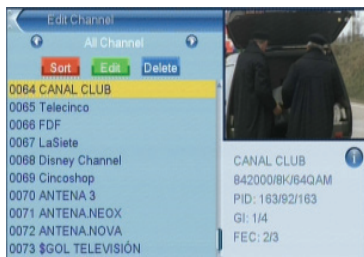 Edit Channel
All Channel
Sort Edit Delete
0064 CANAL CLUB
0065 Telecinco
0066 FDF
0067 LaSiete
0068 Disney Channel
0069 Cincoshop
0070 ANTENA 3
0071 ANTENA.NEOX
0072 ANTENA.NOVA
0073 $GOL TELEVISIÓN
CANAL CLUB
842000/8K/64QAM
PID: 163/92/163
GI: 1/4
FEC: 2/3